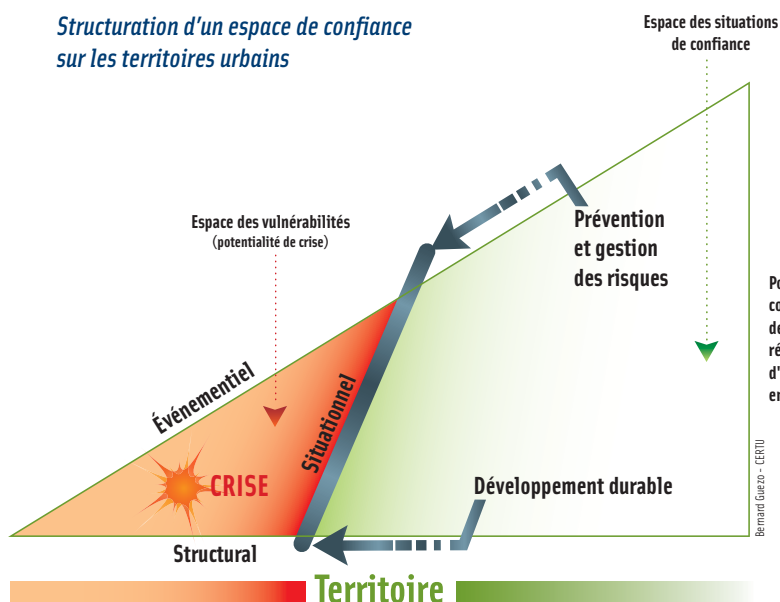 Structuration d'un espace de confiance
sur les territoires urbains
Espace des situations
de confiance
Espace des vulnérabilités
(potentialité de crise)
Prévention
et gestion
des risques
Événementiel
Situationnel
CRISE
Développement durable
Structural
Territoire
Bernard Guezo - CERTU